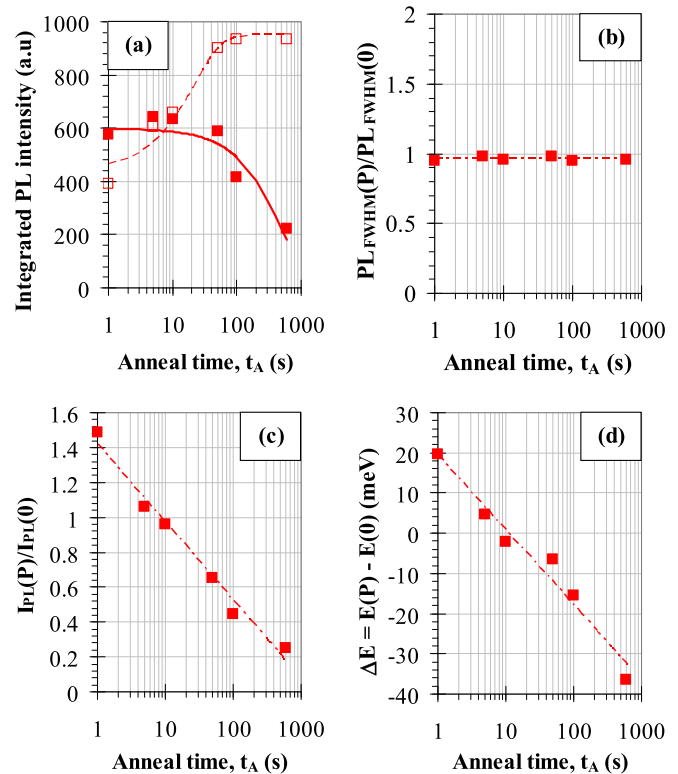 (a)
Integrated PL intensity (a.u)
1000
800
600
400
200
0
1 10 100 1000
Anneal time, tA (s)
(b)
PLFWHM(P)/PLFWHM(0)
2
1.5
1
0.5
0
1 10 100 1000
Anneal time, tA (s)
(c)
IPL(P)/IPL(0)
1.6
1.4
1.2
1
0.8
0.6
0.4
0.2
0
1 10 100 1000
Anneal time, tA (s)
(d)
ΔE = E(P) - E(0) (meV)
30
20
10
0
-10
-20
-30
-40
1 10 100 1000
Anneal time, tA (s)